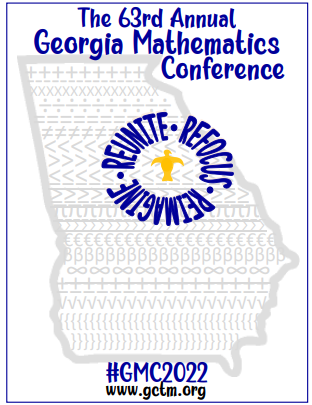 The 63rd Annual
Georgia Mathematics
Conference
REUNITE • REFOCUS •
REIMAGINE •
#GMC2022
www.gctm.org